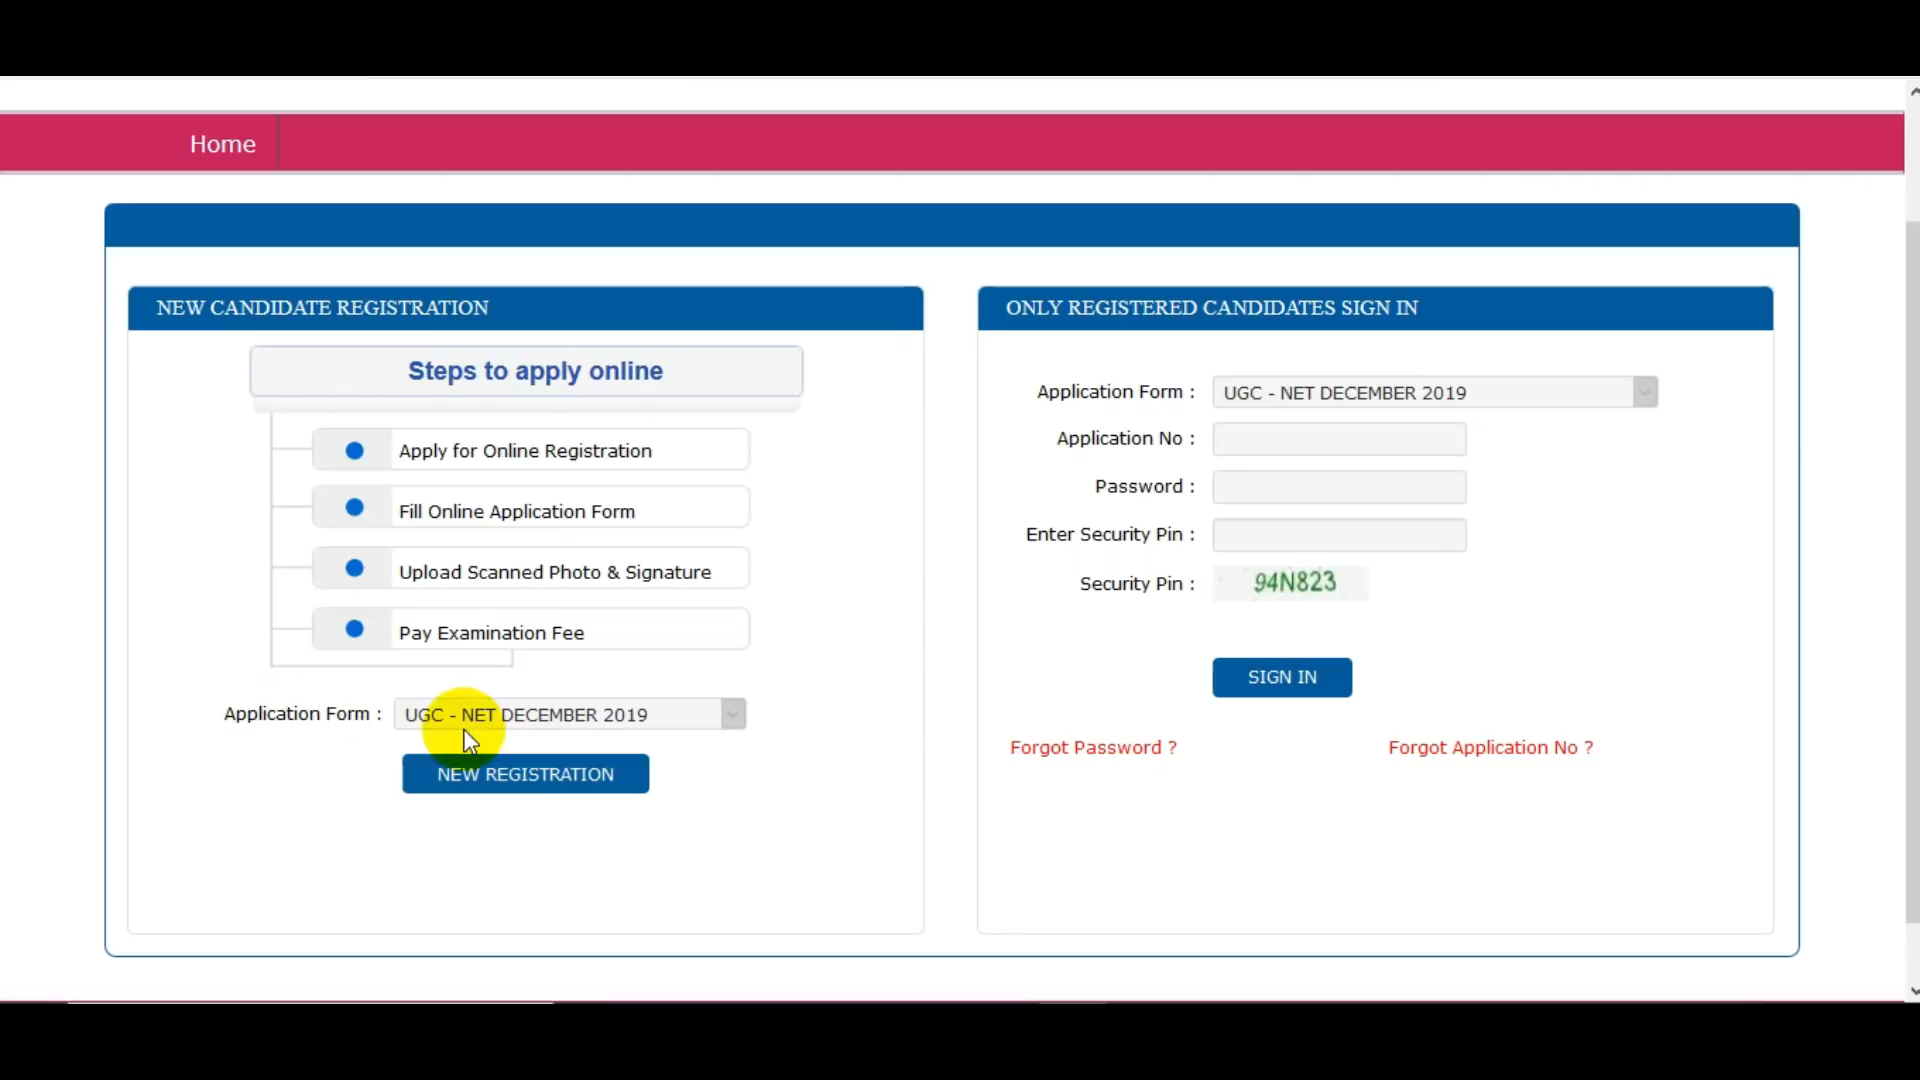 Home
NEW CANDIDATE REGISTRATION
Steps to apply online
Apply for Online Registration
Fill Online Application Form
Upload Scanned Photo & Signature
Pay Examination Fee
Application Form :
UGC - NET DECEMBER 2019
NEW REGISTRATION
ONLY REGISTERED CANDIDATES SIGN IN
Application Form :
UGC - NET DECEMBER 2019
Application No :
Password :
Enter Security Pin :
Security Pin :
94N823
SIGN IN
Forgot Password ?
Forgot Application No ?